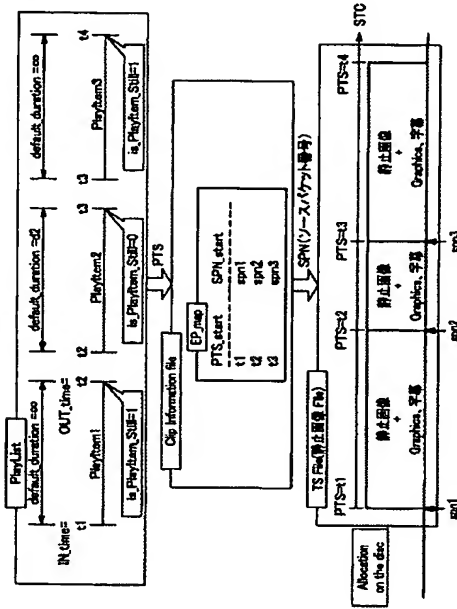 PlayList
default_duration =∞
default_duration =t2
default_duration =∞
IN_time=
OUT_time=
t1
t2
t2
t3
t3
t4
PlayItem1
PlayItem2
PlayItem3
is_PlayItem_Still=1
is_PlayItem_Still=0
is_PlayItem_Still=1
PTS
Clip Information file
EP_map
PTS_start SPN_start
t1 spn1
t2 spn2
t3 spn3
SPN(ソースパケット番号)
TS File(静止画像 File)
STC
PTS=t1
PTS=t2
PTS=t3
PTS=t4
静止画像
+
Graphics、字幕
静止画像
+
Graphics、字幕
静止画像
+
Graphics、字幕
Allocation
on the disc
spn1
spn2
spn3